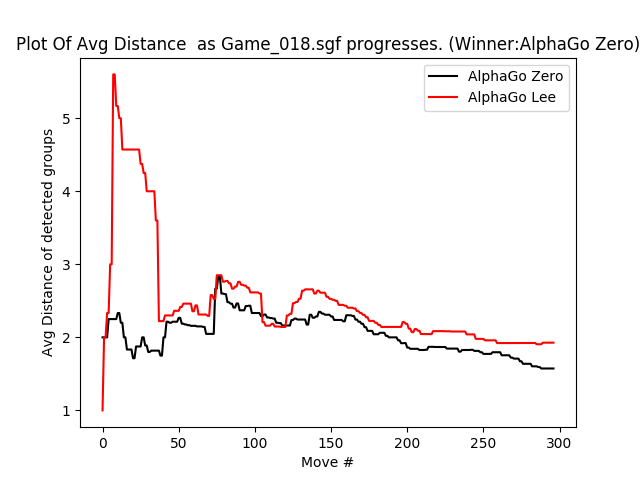 Plot Of Avg Distance  as Game_018.sgf progresses. (Winner:AlphaGo Zero)
AlphaGo Zero
AlphaGo Lee
Avg Distance of detected groups
5
4
3
2
1
0 50 100 150 200 250 300
Move #